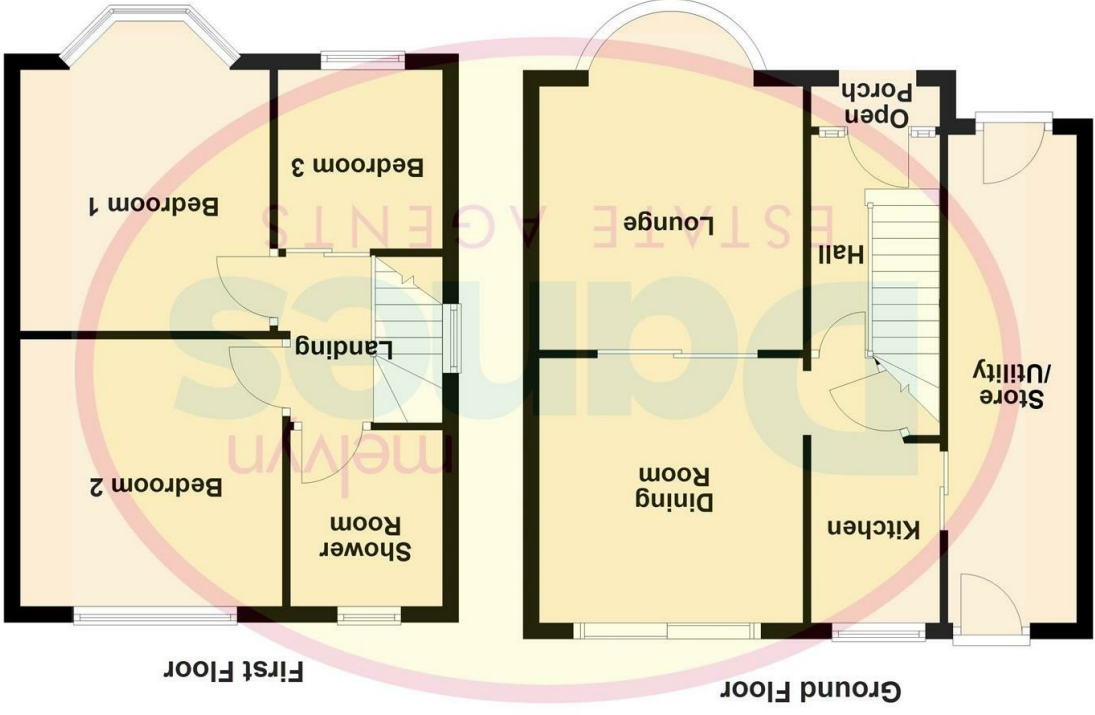 Ground Floor
Kitchen
Dining
Room
Store
/Utility
Hall
Lounge
Open
Porch
First Floor
Shower
Room
Bedroom 2
Landing
Bedroom 1
Bedroom 3
melvyn
Danes
ESTATE AGENTS